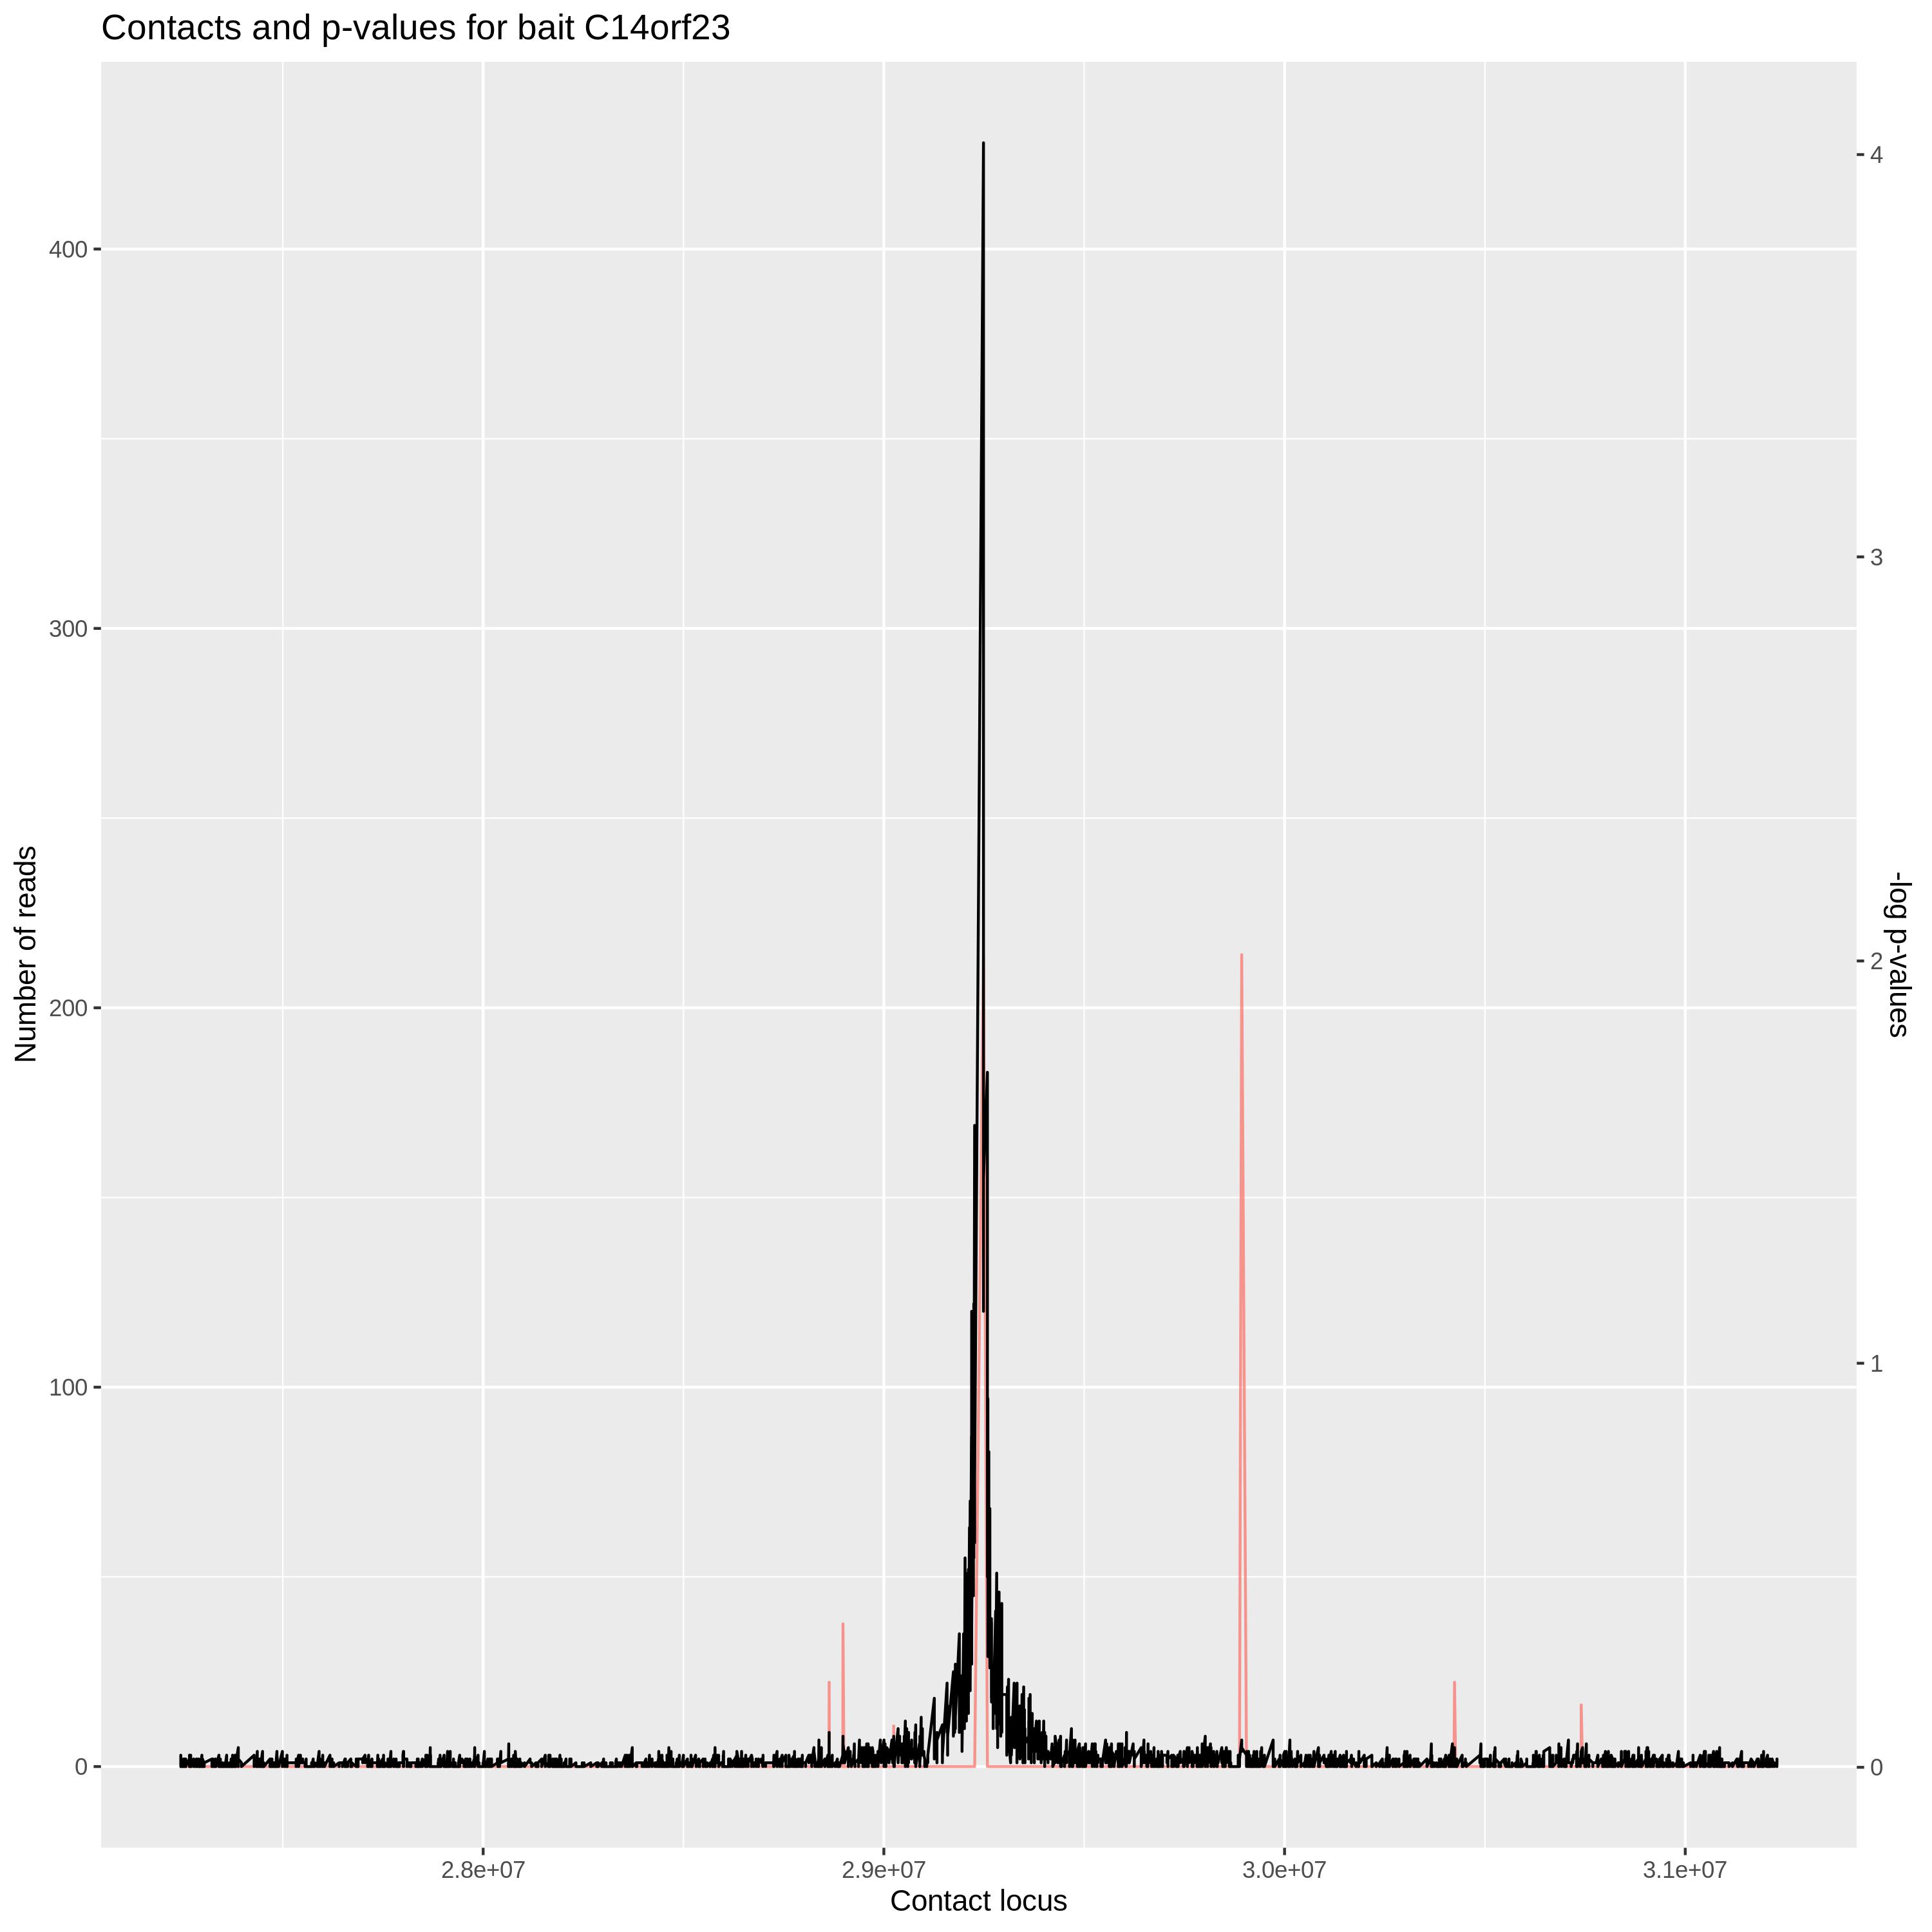 Contacts and p-values for bait C14orf23
Number of reads
400
300
200
100
0
4
3
2
1
0
-log p-values
2.8e+07
2.9e+07
3.0e+07
3.1e+07
Contact locus